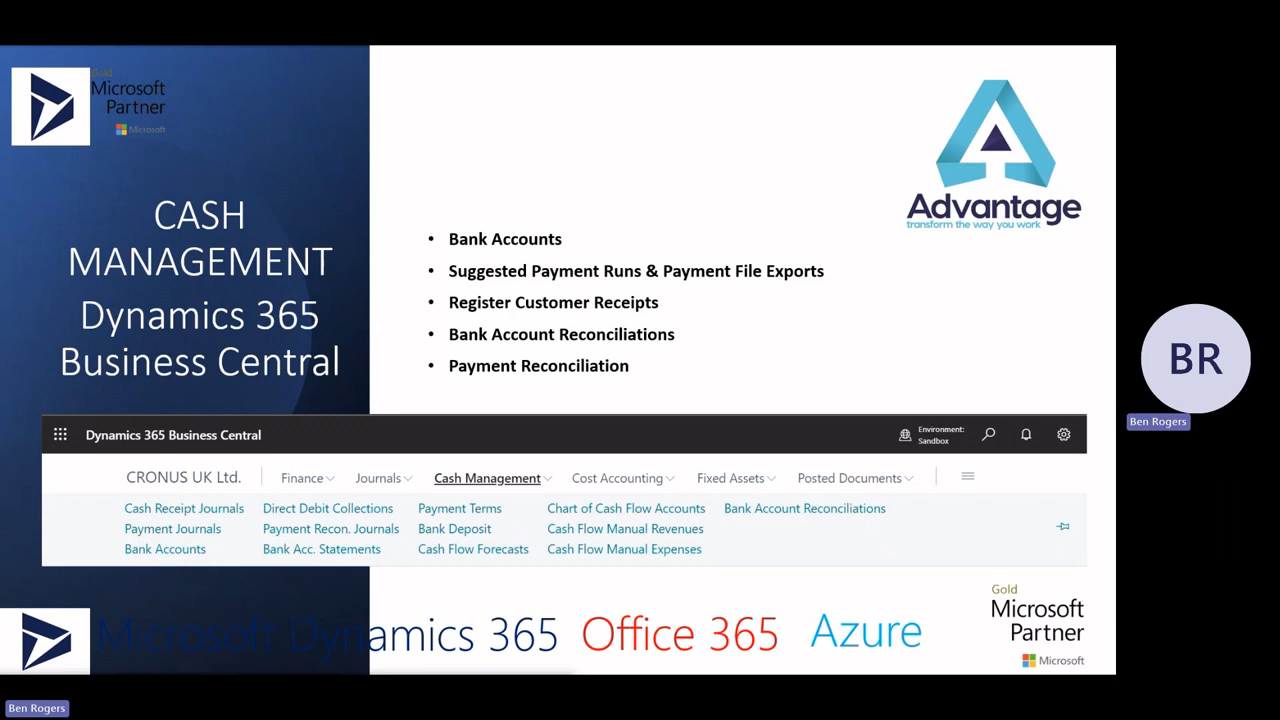 Gold
Microsoft
Partner
Microsoft
CASH
MANAGEMENT
Dynamics 365
Business Central
Advantage
transform the way you work
• Bank Accounts
• Suggested Payment Runs & Payment File Exports
• Register Customer Receipts
• Bank Account Reconciliations
• Payment Reconciliation
BR
Ben Rogers
Dynamics 365 Business Central
Environment:
Sandbox
CRONUS UK Ltd. Finance Journals Cash Management Cost Accounting Fixed Assets Posted Documents
Cash Receipt Journals Direct Debit Collections Payment Terms Chart of Cash Flow Accounts Bank Account Reconciliations
Payment Journals Payment Recon. Journals Bank Deposit Cash Flow Manual Revenues
Bank Accounts Bank Acc. Statements Cash Flow Forecasts Cash Flow Manual Expenses
Microsoft Dynamics 365 Office 365 Azure
Gold
Microsoft
Partner
Microsoft
Ben Rogers